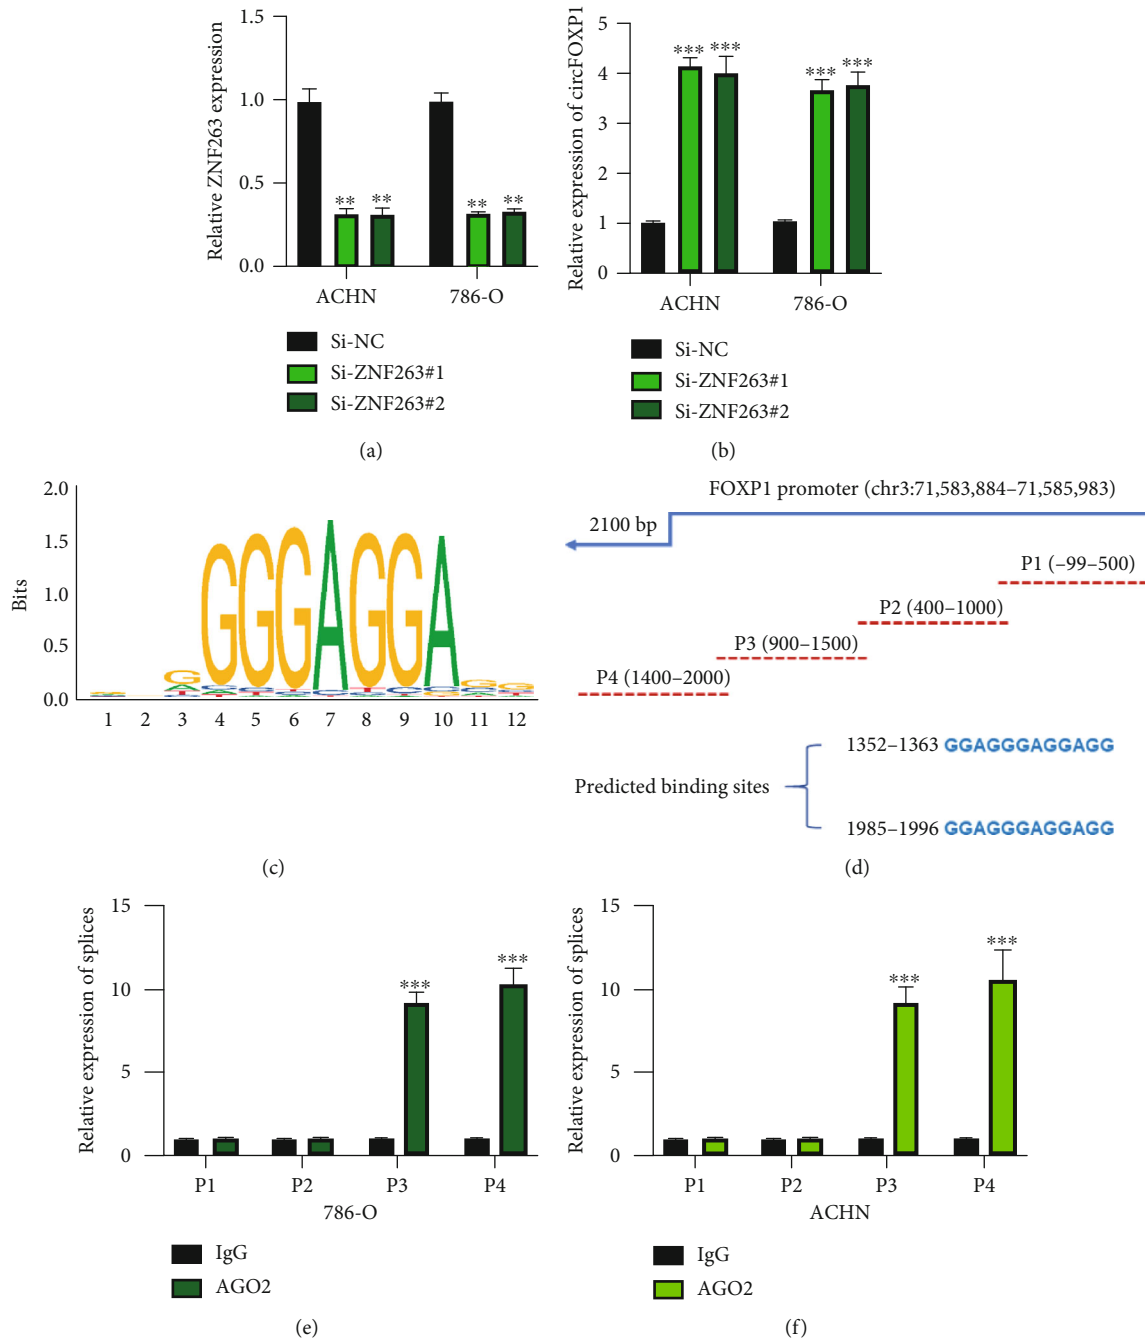 Relative ZNF263 expression
1.5
1.0
0.5
0.0
** ** ** **
ACHN 786-O
Si-NC
Si-ZNF263#1
Si-ZNF263#2
(a)
Relative expression of circFOXP1
5
4
3
2
1
0
*** *** *** ***
ACHN 786-O
Si-NC
Si-ZNF263#1
Si-ZNF263#2
(b)
Bits
2.0
1.5
1.0
0.5
0.0
GGGGAGGA
1 2 3 4 5 6 7 8 9 10 11 12
(c)
FOXP1 promoter (chr3:71,583,884–71,585,983)
2100 bp
P1 (–99–500)
P2 (400–1000)
P3 (900–1500)
P4 (1400–2000)
Predicted binding sites
1352–1363 GGAGGGAGGAGG
1985–1996 GGAGGGAGGAGG
(d)
Relative expression of splices
15
10
5
0
*** ***
P1 P2 P3 P4
786-O
IgG
AGO2
(e)
Relative expression of splices
15
10
5
0
*** ***
P1 P2 P3 P4
ACHN
IgG
AGO2
(f)